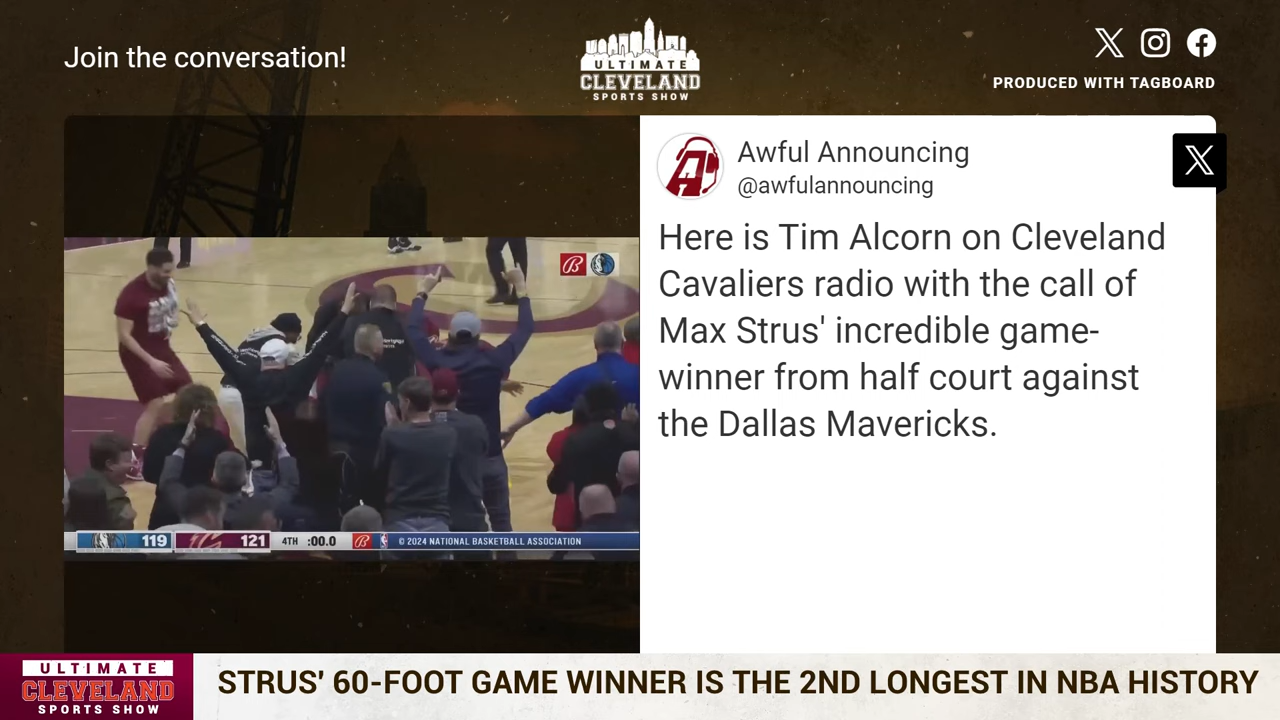 Join the conversation!
ULTIMATE
CLEVELAND
SPORTS SHOW
PRODUCED WITH TAGBOARD
Awful Announcing
@awfulannouncing
Here is Tim Alcorn on Cleveland
Cavaliers radio with the call of
Max Strus' incredible game-
winner from half court against
the Dallas Mavericks.
119 121 4TH :00.0 © 2024 NATIONAL BASKETBALL ASSOCIATION
ULTIMATE
CLEVELAND
SPORTS SHOW
STRUS' 60-FOOT GAME WINNER IS THE 2ND LONGEST IN NBA HISTORY